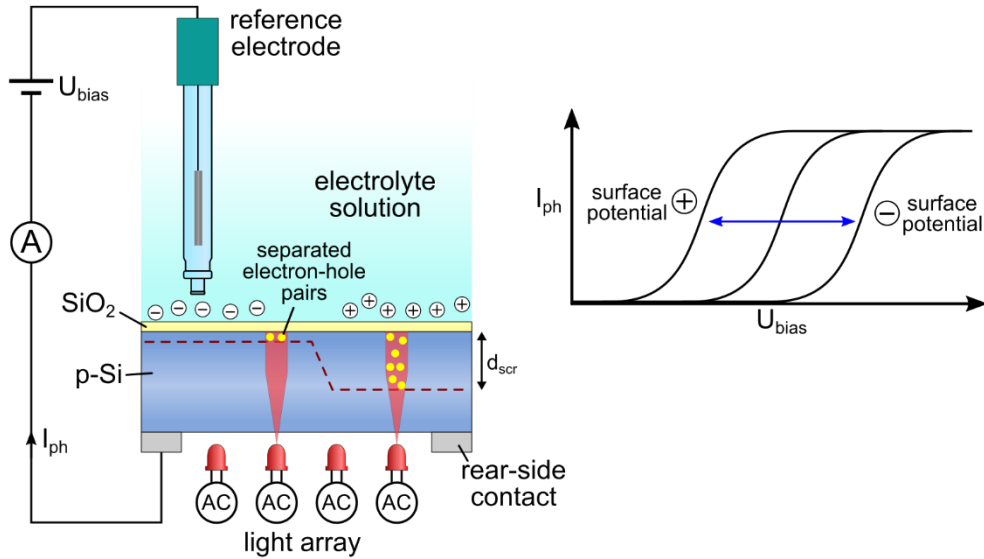 reference
electrode
U_bias
electrolyte
solution
A
separated
electron-hole
pairs
SiO₂
p-Si
d_scr
I_ph
rear-side
contact
AC AC AC AC
light array
I_ph
surface
potential
+
−
surface
potential
U_bias
− − − − − + + + + + +